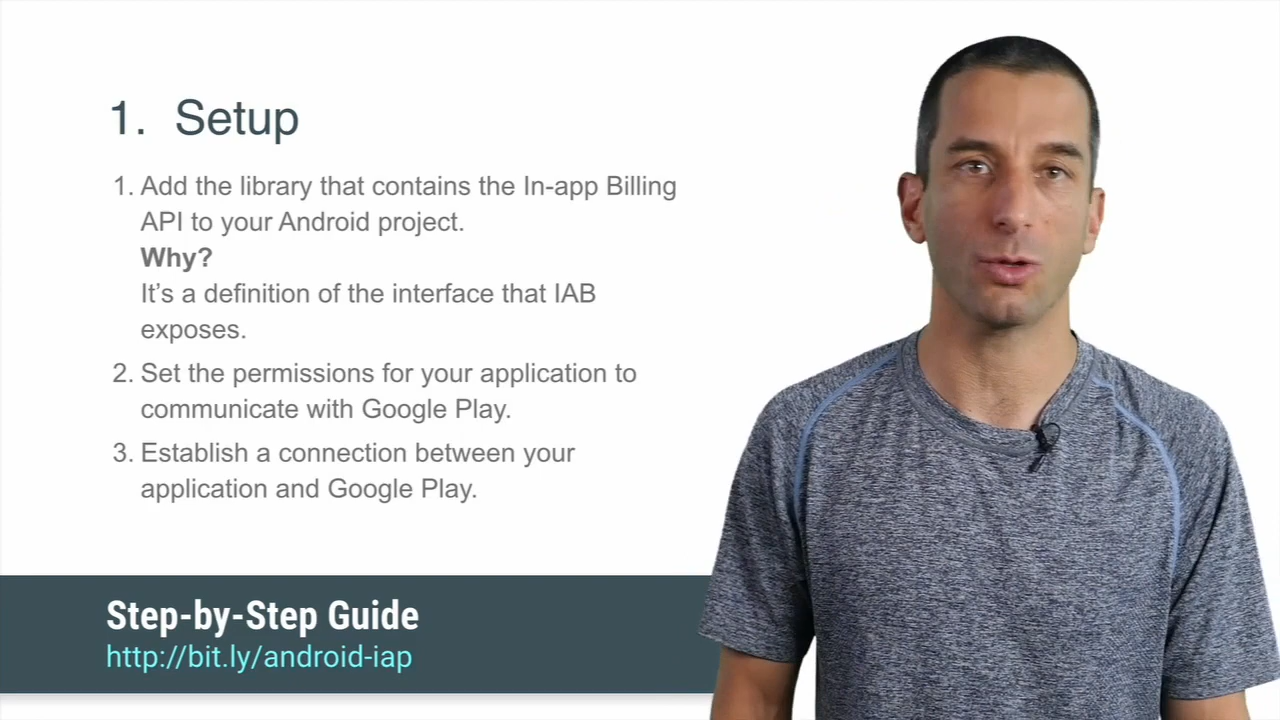 1. Setup
1. Add the library that contains the In-app Billing
API to your Android project.
Why?
It’s a definition of the interface that IAB
exposes.
2. Set the permissions for your application to
communicate with Google Play.
3. Establish a connection between your
application and Google Play.
Step-by-Step Guide
http://bit.ly/android-iap